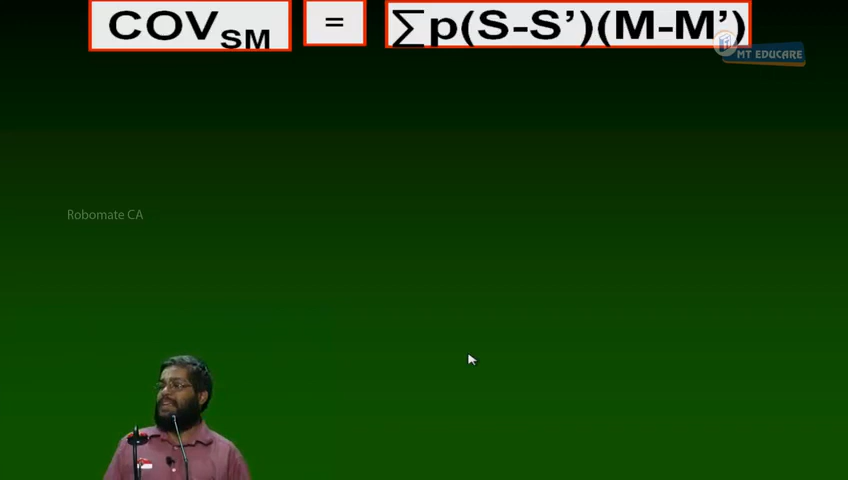 COVSM = ∑p(S-S’)(M-M’)
MT EDUCARE
Robomate CA